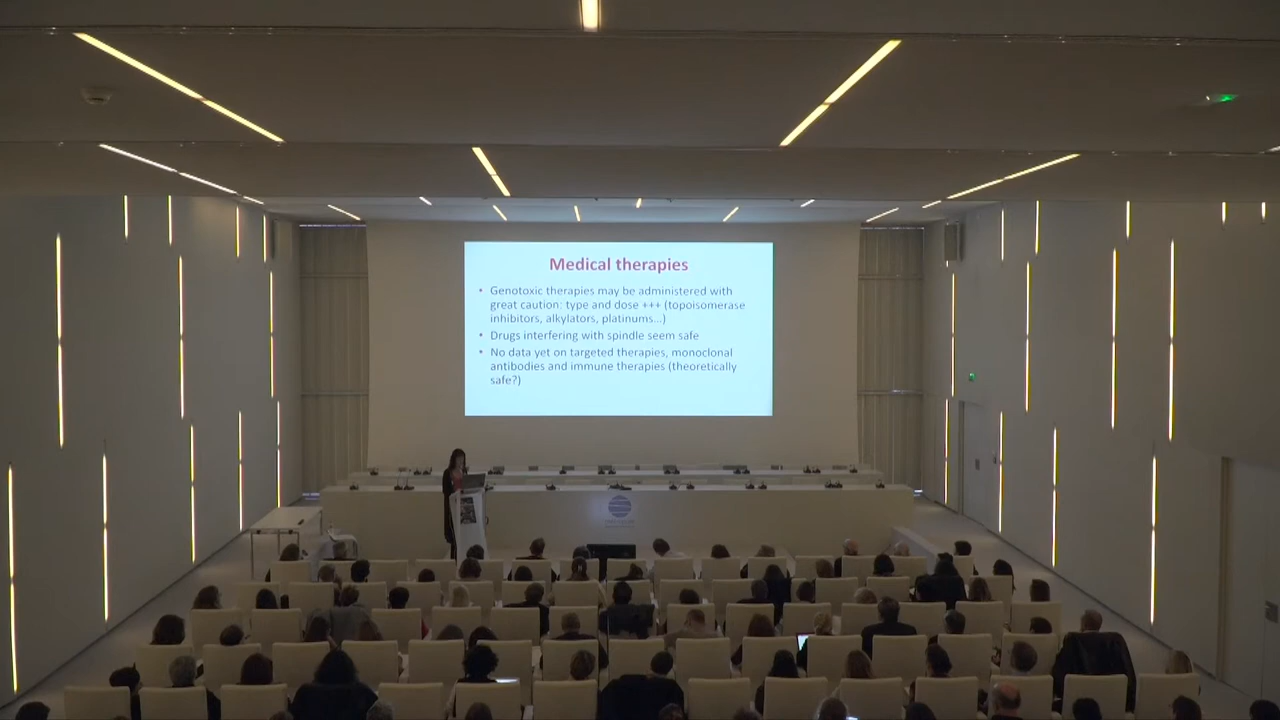 Medical therapies
• Genotoxic therapies may be administered with
great caution: type and dose +++ (topoisomerase
inhibitors, alkylators, platinums...)
• Drugs interfering with spindle seem safe
• No data yet on targeted therapies, monoclonal
antibodies and immune therapies (theoretically
safe?)